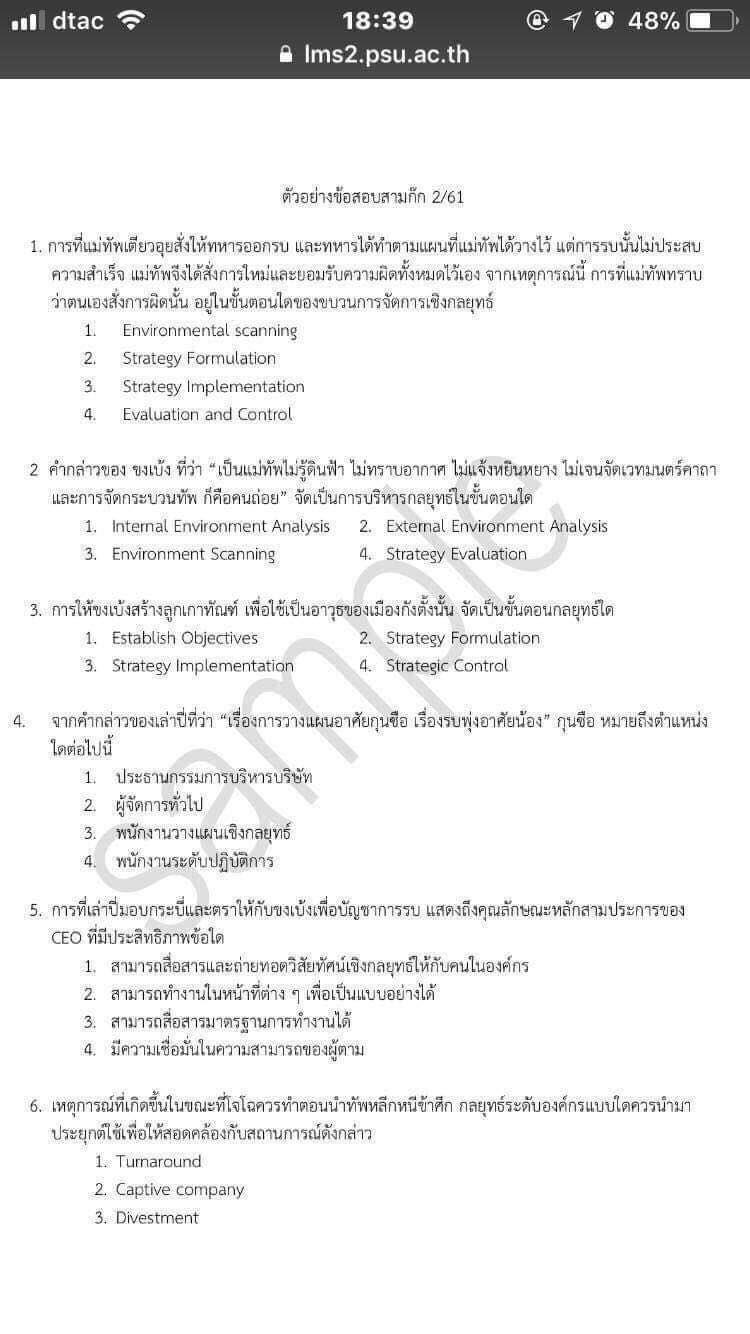 dtac 18:39 48%
lms2.psu.ac.th
ตัวอย่างข้อสอบสามก๊ก 2/61
1. การที่แม่ทัพเตียวอุยสั่งให้ทหารออกรบ และทหารได้ทำตามแผนที่แม่ทัพได้วางไว้ แต่การรบนั้นไม่ประสบ
ความสำเร็จ แม่ทัพจึงได้สั่งการใหม่และยอมรับความผิดทั้งหมดไว้เอง จากเหตุการณ์นี้ การที่แม่ทัพทราบ
ว่าตนเองสั่งการผิดนั้น อยู่ในขั้นตอนใดของขบวนการจัดการเชิงกลยุทธ์
1. Environmental scanning
2. Strategy Formulation
3. Strategy Implementation
4. Evaluation and Control
2 คำกล่าวของ ขงเบ้ง ที่ว่า “เป็นแม่ทัพไม่รู้ดินฟ้า ไม่ทราบอากาศ ไม่แจ้งหยินหยาง ไม่เจนจัดเวทมนตร์คาถา
และการจัดกระบวนทัพ ก็คือคนถ่อย” จัดเป็นการบริหารกลยุทธ์ในขั้นตอนใด
1. Internal Environment Analysis 2. External Environment Analysis
3. Environment Scanning 4. Strategy Evaluation
3. การให้ขงเบ้งสร้างลูกเกาทัณฑ์ เพื่อใช้เป็นอาวุธของเมืองกังตั๋งนั้น จัดเป็นขั้นตอนกลยุทธ์ใด
1. Establish Objectives 2. Strategy Formulation
3. Strategy Implementation 4. Strategic Control
4. จากคำกล่าวของเล่าปี่ที่ว่า “เรื่องการวางแผนอาศัยกุนซือ เรื่องรบพุ่งอาศัยน้อง” กุนซือ หมายถึงตำแหน่ง
ใดต่อไปนี้
1. ประธานกรรมการบริหารบริษัท
2. ผู้จัดการทั่วไป
3. พนักงานวางแผนเชิงกลยุทธ์
4. พนักงานระดับปฏิบัติการ
5. การที่เล่าปี่มอบกระบี่และตราให้กับขงเบ้งเพื่อบัญชาการรบ แสดงถึงคุณลักษณะหลักสามประการของ
CEO ที่มีประสิทธิภาพข้อใด
1. สามารถสื่อสารและถ่ายทอดวิสัยทัศน์เชิงกลยุทธ์ให้กับคนในองค์กร
2. สามารถทำงานในหน้าที่ต่าง ๆ เพื่อเป็นแบบอย่างได้
3. สามารถสื่อสารมาตรฐานการทำงานได้
4. มีความเชื่อมั่นในความสามารถของผู้ตาม
6. เหตุการณ์ที่เกิดขึ้นในขณะที่โจโฉควรทำตอนนำทัพหลีกหนีข้าศึก กลยุทธ์ระดับองค์กรแบบใดควรนำมา
ประยุกต์ใช้เพื่อให้สอดคล้องกับสถานการณ์ดังกล่าว
1. Turnaround
2. Captive company
3. Divestment
sample